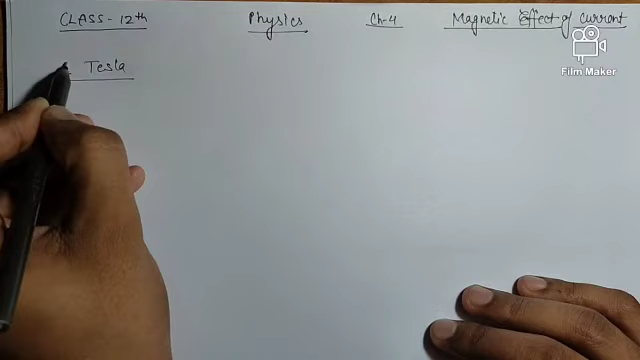 CLASS - 12th Physics Ch-4 Magnetic Effect of Current
Tesla
Film Maker